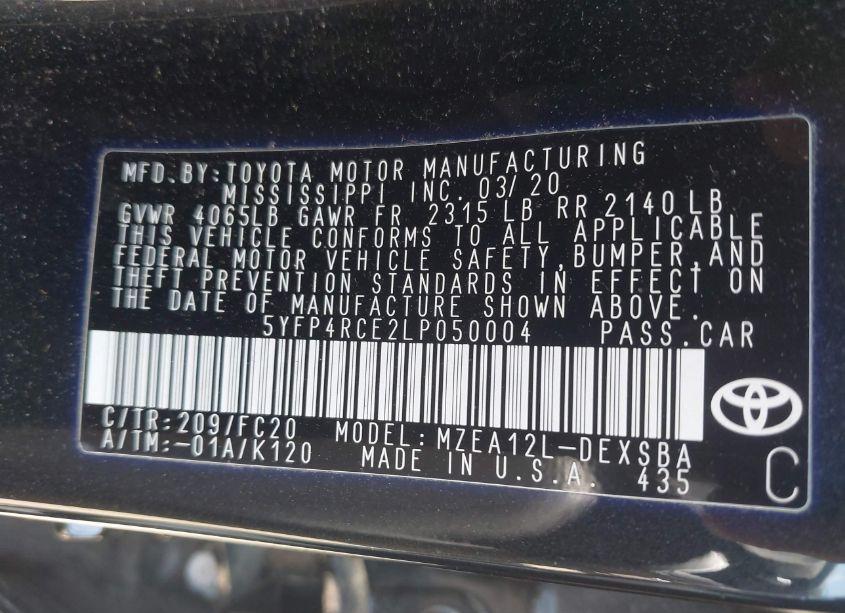 MFD. BY: TOYOTA MOTOR MANUFACTURING
MISSISSIPPI INC. 03/20
GVWR 4065LB GAWR FR 2315 LB RR 2140 LB
THIS VEHICLE CONFORMS TO ALL APPLICABLE
FEDERAL MOTOR VEHICLE SAFETY, BUMPER, AND
THEFT PREVENTION STANDARDS IN EFFECT ON
THE DATE OF MANUFACTURE SHOWN ABOVE.
5YFP4RCE2LP050004 PASS. CAR
C/TR: 209/FC20 MODEL: MZEA12L-DEXSBA
A/TM: -01A/K120 MADE IN U.S.A. 435
C